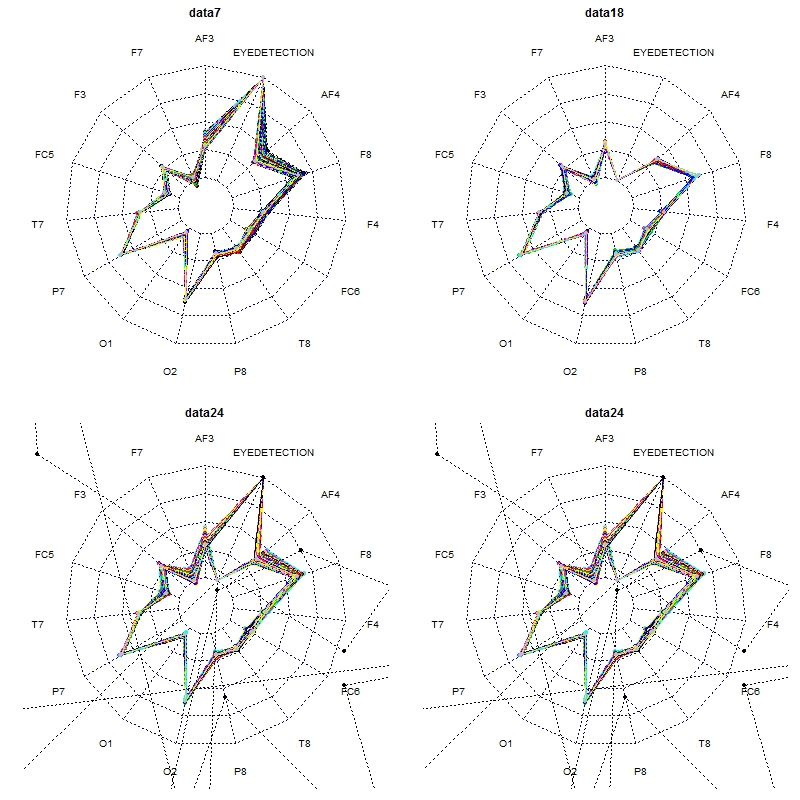 data7
data18
AF3
AF3
F7
EYEDETECTION
F7
EYEDETECTION
F3
AF4
F3
AF4
FC5
F8
FC5
F8
T7
F4
T7
F4
P7
FC6
P7
FC6
O1
T8
O1
T8
O2
P8
O2
P8
data24
data24
AF3
AF3
F7
EYEDETECTION
F7
EYEDETECTION
F3
AF4
F3
AF4
FC5
F8
FC5
F8
T7
F4
T7
F4
P7
FC6
P7
FC6
O1
T8
O1
T8
O2
P8
O2
P8